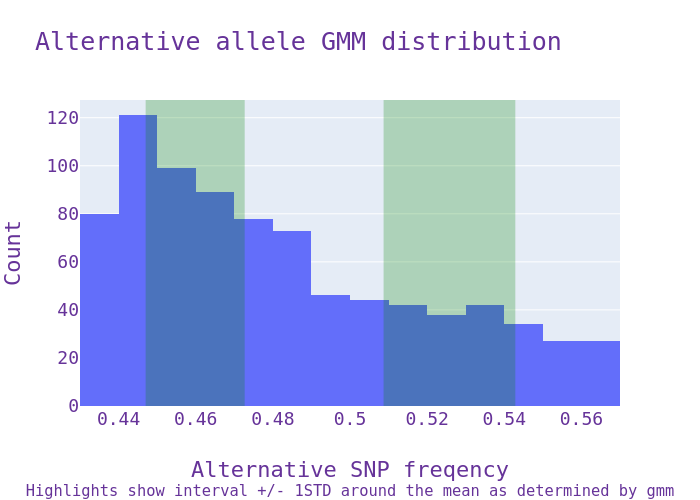 Alternative allele GMM distribution
120
100
80
60
40
20
0
Count
0.44 0.46 0.48 0.5 0.52 0.54 0.56
Alternative SNP freqency
Highlights show interval +/- 1STD around the mean as determined by gmm